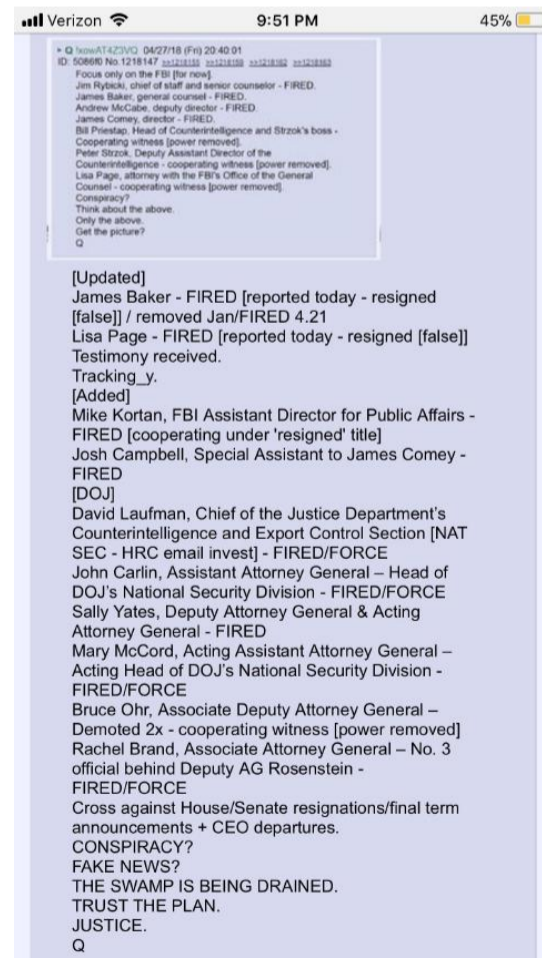 Verizon
9:51 PM
45%
Q !xowAT4Z3VQ 04/27/18 (Fri) 20:40:01
ID: 5086f0 No.1218147
Focus only on the FBI [for now].
Jim Rybicki, chief of staff and senior counselor - FIRED.
James Baker, general counsel - FIRED.
Andrew McCabe, deputy director - FIRED.
James Comey, director - FIRED.
Bill Priestap, Head of Counterintelligence and Strzok's boss -
Cooperating witness [power removed].
Peter Strzok, Deputy Assistant Director of the
Counterintelligence - cooperating witness [power removed].
Lisa Page, attorney with the FBI's Office of the General
Counsel - cooperating witness [power removed].
Conspiracy?
Think about the above.
Only the above.
Get the picture?
Q
[Updated]
James Baker - FIRED [reported today - resigned
[false]] / removed Jan/FIRED 4.21
Lisa Page - FIRED [reported today - resigned [false]]
Testimony received.
Tracking_y.
[Added]
Mike Kortan, FBI Assistant Director for Public Affairs -
FIRED [cooperating under 'resigned' title]
Josh Campbell, Special Assistant to James Comey -
FIRED
[DOJ]
David Laufman, Chief of the Justice Department's
Counterintelligence and Export Control Section [NAT
SEC - HRC email invest] - FIRED/FORCE
John Carlin, Assistant Attorney General – Head of
DOJ's National Security Division - FIRED/FORCE
Sally Yates, Deputy Attorney General & Acting
Attorney General - FIRED
Mary McCord, Acting Assistant Attorney General –
Acting Head of DOJ's National Security Division -
FIRED/FORCE
Bruce Ohr, Associate Deputy Attorney General –
Demoted 2x - cooperating witness [power removed]
Rachel Brand, Associate Attorney General – No. 3
official behind Deputy AG Rosenstein -
FIRED/FORCE
Cross against House/Senate resignations/final term
announcements + CEO departures.
CONSPIRACY?
FAKE NEWS?
THE SWAMP IS BEING DRAINED.
TRUST THE PLAN.
JUSTICE.
Q